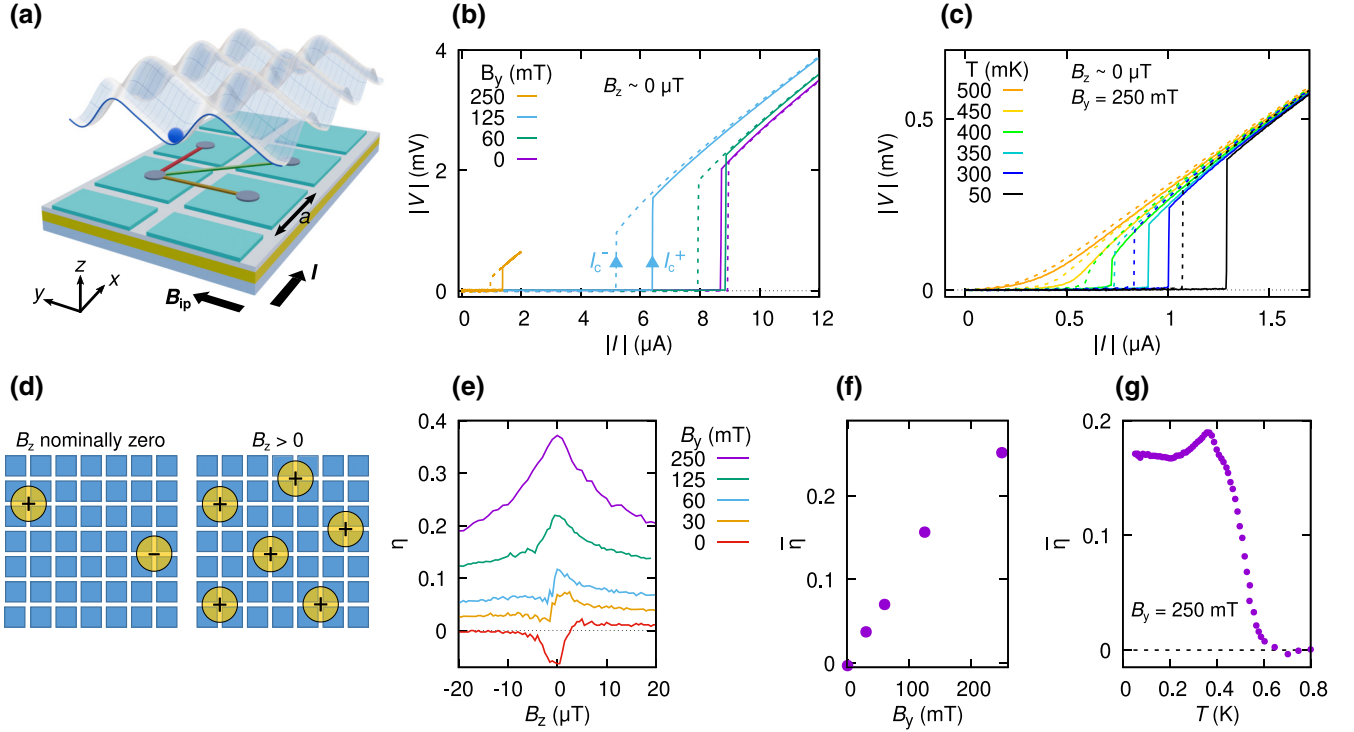 (a)
a
z
x
y
B_ip
I
(b)
4
2
0
|V| (mV)
B_y (mT)
250
125
60
0
B_z ~ 0 μT
I_c^-
I_c^+
0 2 4 6 8 10 12
|I| (μA)
(c)
0.5
0
|V| (mV)
T (mK)
500
450
400
350
300
50
B_z ~ 0 μT
B_y = 250 mT
0 0.5 1 1.5
|I| (μA)
(d)
B_z nominally zero
+
−
B_z > 0
+
+
+
+
+
+
(e)
0.4
0.3
0.2
0.1
0
η
-20 -10 0 10 20
B_z (μT)
B_y (mT)
250
125
60
30
0
(f)
0.2
0.1
0
η̅
0 100 200
B_y (mT)
(g)
0.2
0.1
0
η̅
B_y = 250 mT
0 0.2 0.4 0.6 0.8
T (K)